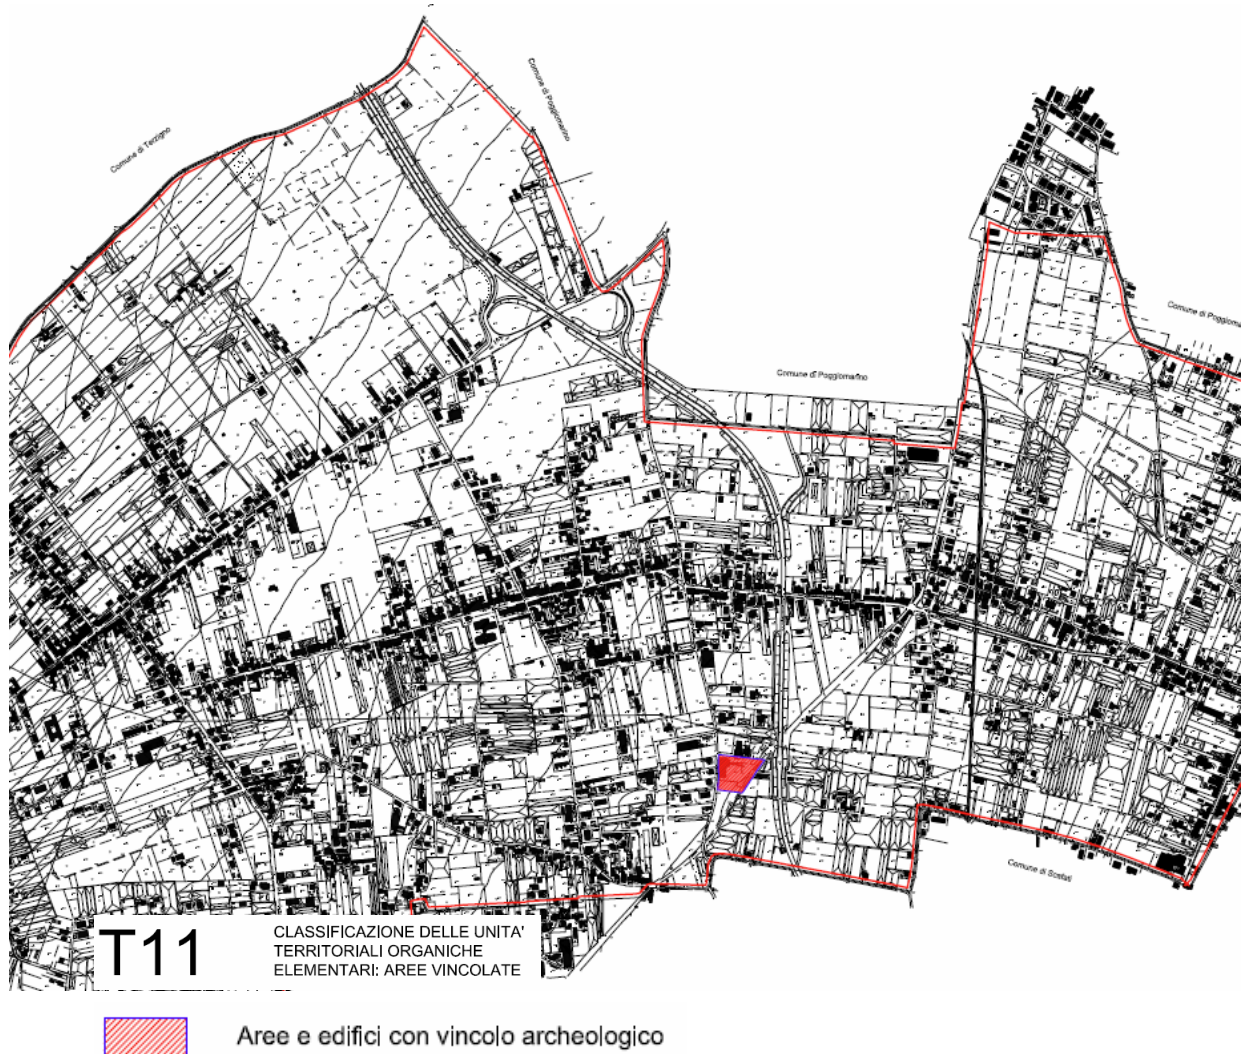 Comune di Poggiomarino
Comune di Terzigno
Comune di Poggioma
Comune di Poggiomarino
Comune di Scafati
T11
CLASSIFICAZIONE DELLE UNITA'
TERRITORIALI ORGANICHE
ELEMENTARI: AREE VINCOLATE
Aree e edifici con vincolo archeologico